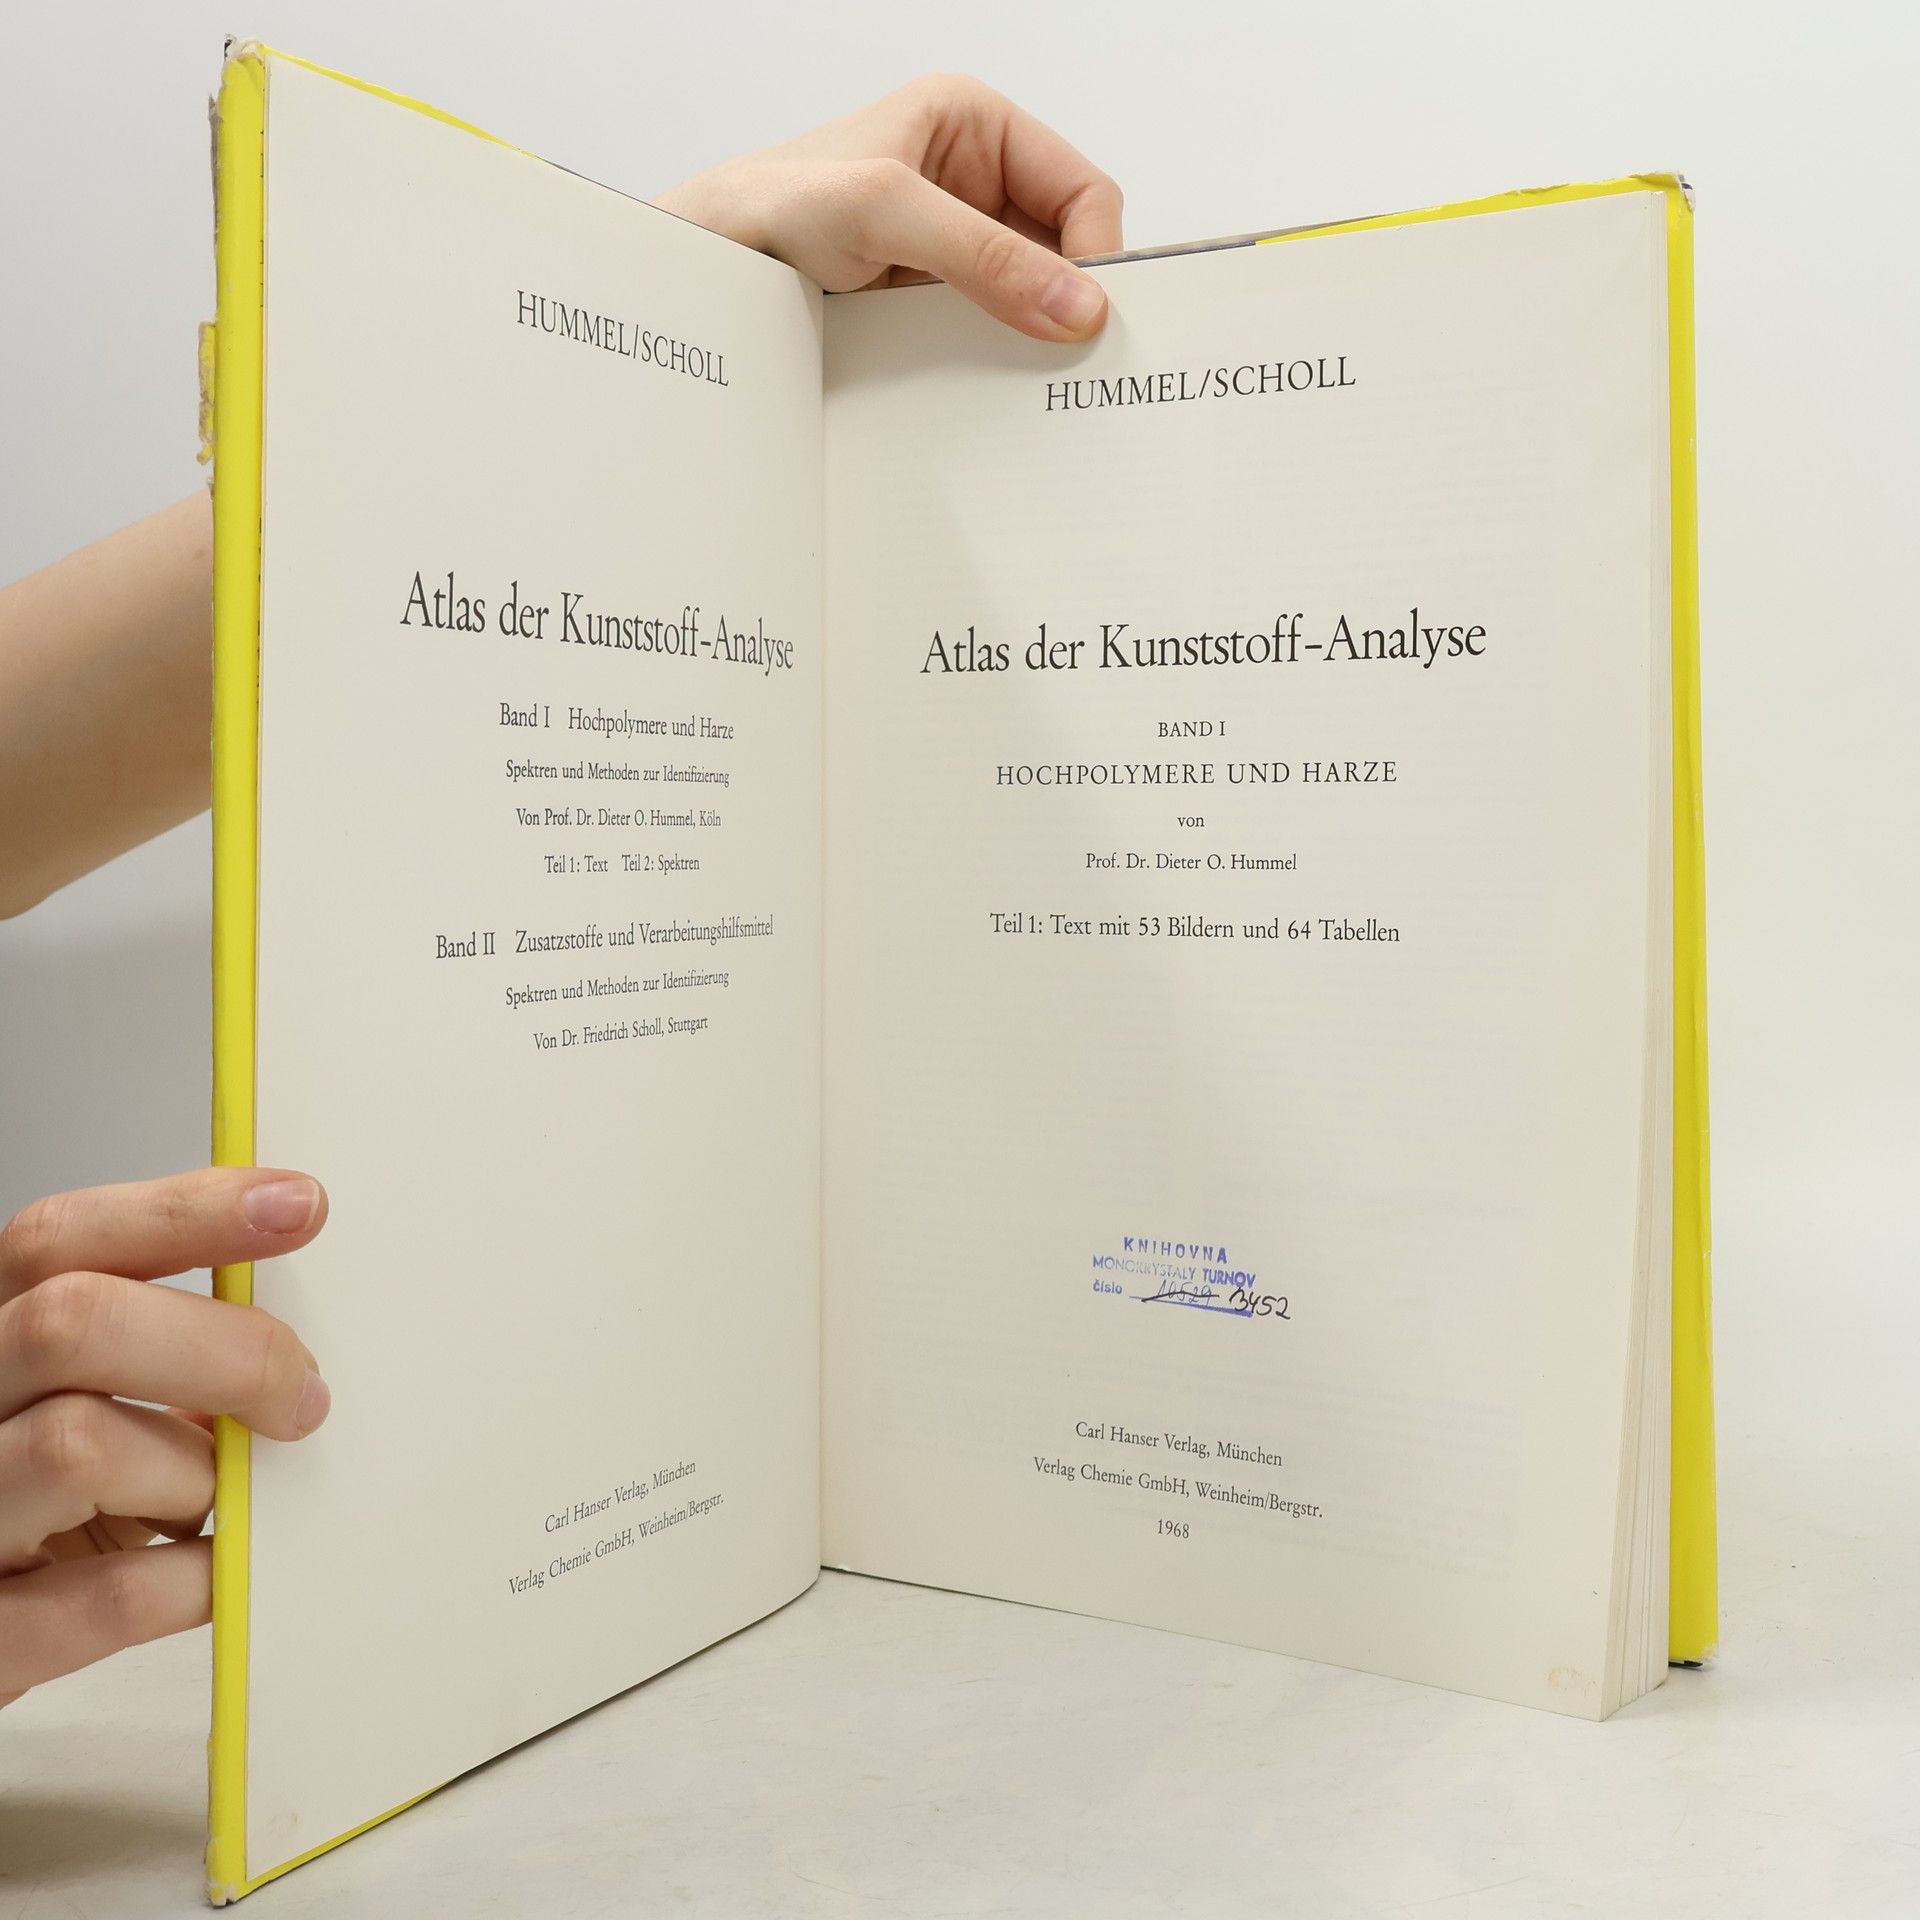 HUMMEL/SCHOLL
Atlas der Kunststoff-Analyse
Band I Hochpolymere und Harze
Spektren und Methoden zur Identifizierung
Von Prof. Dr. Dieter O. Hummel, Köln
Teil 1: Text Teil 2: Spektren
Band II Zusatzstoffe und Verarbeitungshilfsmittel
Spektren und Methoden zur Identifizierung
Von Dr. Friedrich Scholl, Stuttgart
Carl Hanser Verlag, München
Verlag Chemie GmbH, Weinheim/Bergstr.
HUMMEL/SCHOLL
Atlas der Kunststoff-Analyse
BAND I
HOCHPOLYMERE UND HARZE
von
Prof. Dr. Dieter O. Hummel
Teil 1: Text mit 53 Bildern und 64 Tabellen
KNIHOVNA
MONOKRYSTALY TURNOV
číslo 10529 3452
Carl Hanser Verlag, München
Verlag Chemie GmbH, Weinheim/Bergstr.
1968